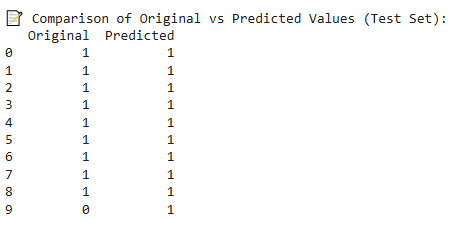 📝 Comparison of Original vs Predicted Values (Test Set):
Original Predicted
0 1 1
1 1 1
2 1 1
3 1 1
4 1 1
5 1 1
6 1 1
7 1 1
8 1 1
9 0 1